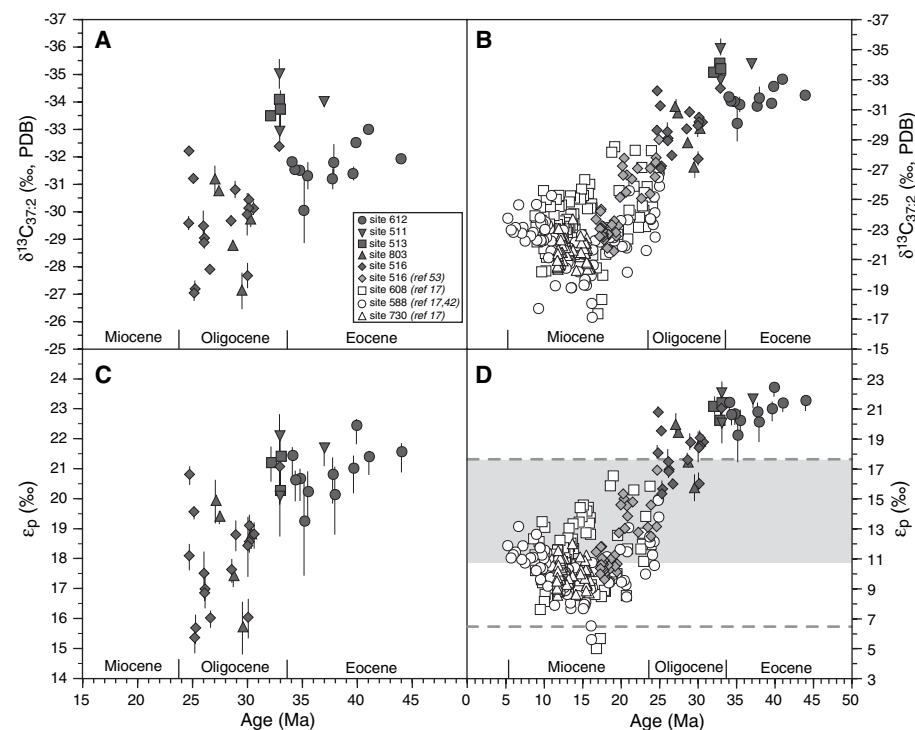 A
B
δ¹³C₃₇:₂ (‰, PDB)
-37
-36
-35
-34
-33
-32
-31
-30
-29
-28
-27
-26
-25
site 612
site 511
site 513
site 803
site 516
site 516 (ref 53)
site 608 (ref 17)
site 588 (ref 17,42)
site 730 (ref 17)
Miocene Oligocene Eocene
-37
-35
-33
-31
-29
-27
-25
-23
-21
-19
-17
-15
δ¹³C₃₇:₂ (‰, PDB)
Miocene Oligocene Eocene
C
D
εp (‰)
24
23
22
21
20
19
18
17
16
15
14
Miocene Oligocene Eocene
15 20 25 30 35 40 45 50
Age (Ma)
23
21
19
17
15
13
11
9
7
5
3
εp (‰)
Miocene Oligocene Eocene
0 5 10 15 20 25 30 35 40 45 50
Age (Ma)